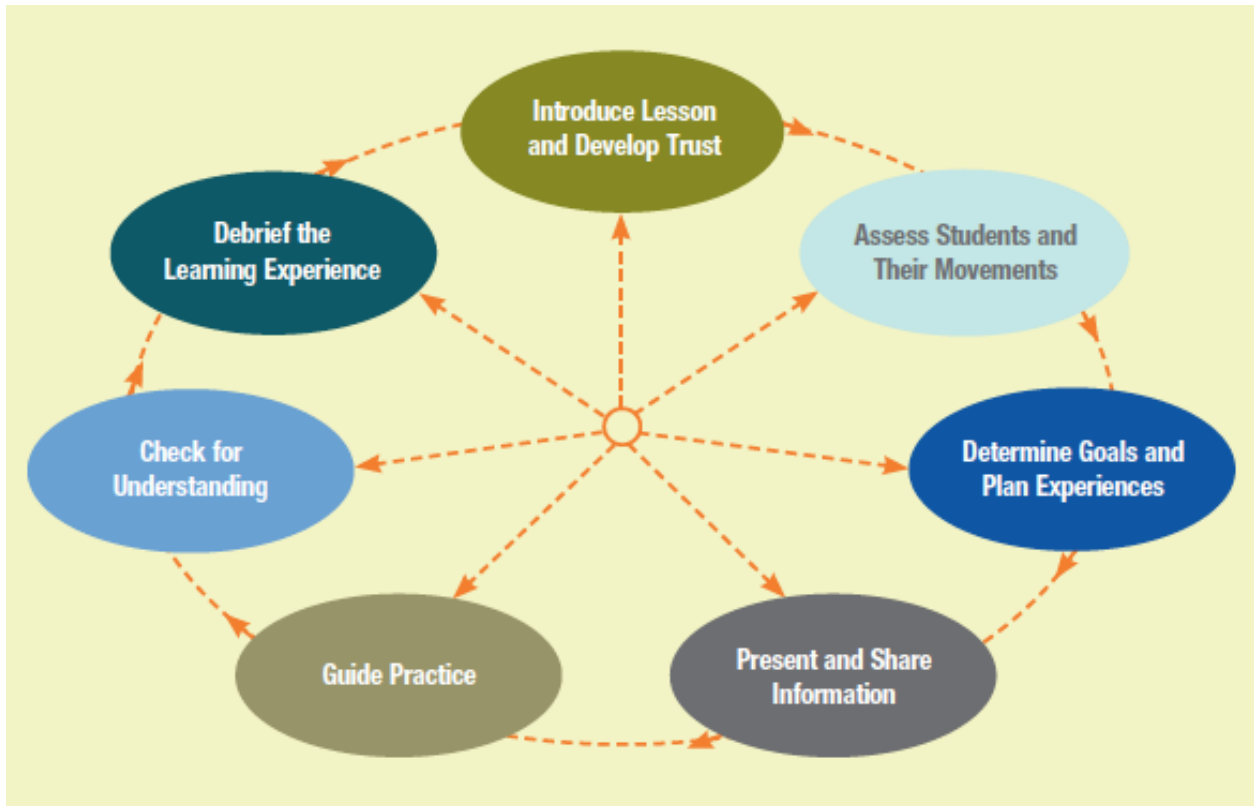 Introduce Lesson
and Develop Trust
Assess Students and
Their Movements
Determine Goals and
Plan Experiences
Present and Share
Information
Guide Practice
Check for
Understanding
Debrief the
Learning Experience